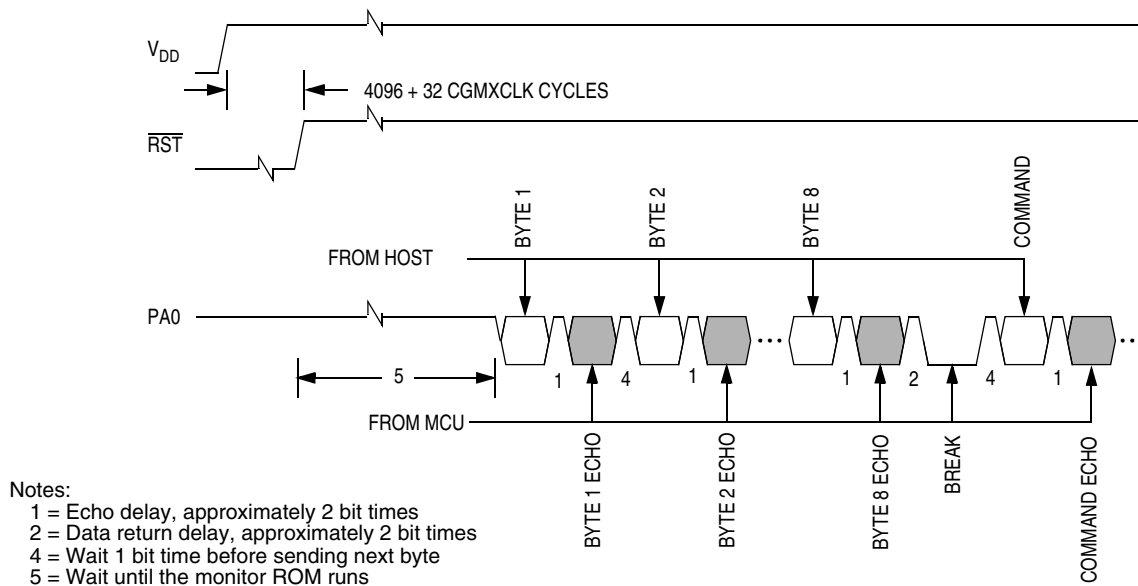 VDD
4096 + 32 CGMXCLK CYCLES
RST
BYTE 1
BYTE 2
BYTE 8
COMMAND
FROM HOST
PA0
5
1
4
1
1
2
4
1
FROM MCU
BYTE 1 ECHO
BYTE 2 ECHO
BYTE 8 ECHO
BREAK
COMMAND ECHO
Notes:
1 = Echo delay, approximately 2 bit times
2 = Data return delay, approximately 2 bit times
4 = Wait 1 bit time before sending next byte
5 = Wait until the monitor ROM runs